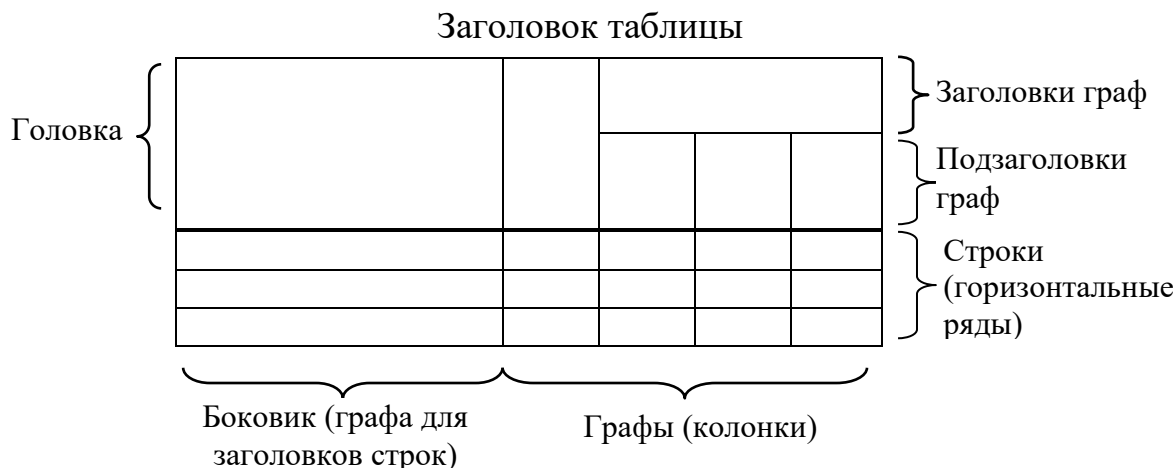 Заголовок таблицы
Заголовки граф
Головка
Подзаголовки
граф
Строки
(горизонтальные
ряды)
Боковик (графа для
заголовков строк)
Графы (колонки)